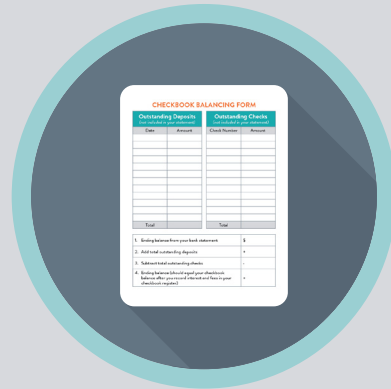 CHECKBOOK BALANCING FORM
Outstanding Deposits Outstanding Checks
(not included in your statement) (not included in your statement)
Date Amount Check Number Amount
Total Total
1. Ending balance from your bank statement $
2. Add total outstanding deposits +
3. Subtract total outstanding checks -
4. Ending balance (should equal your checkbook
balance after you record interest and fees in your =
checkbook register)